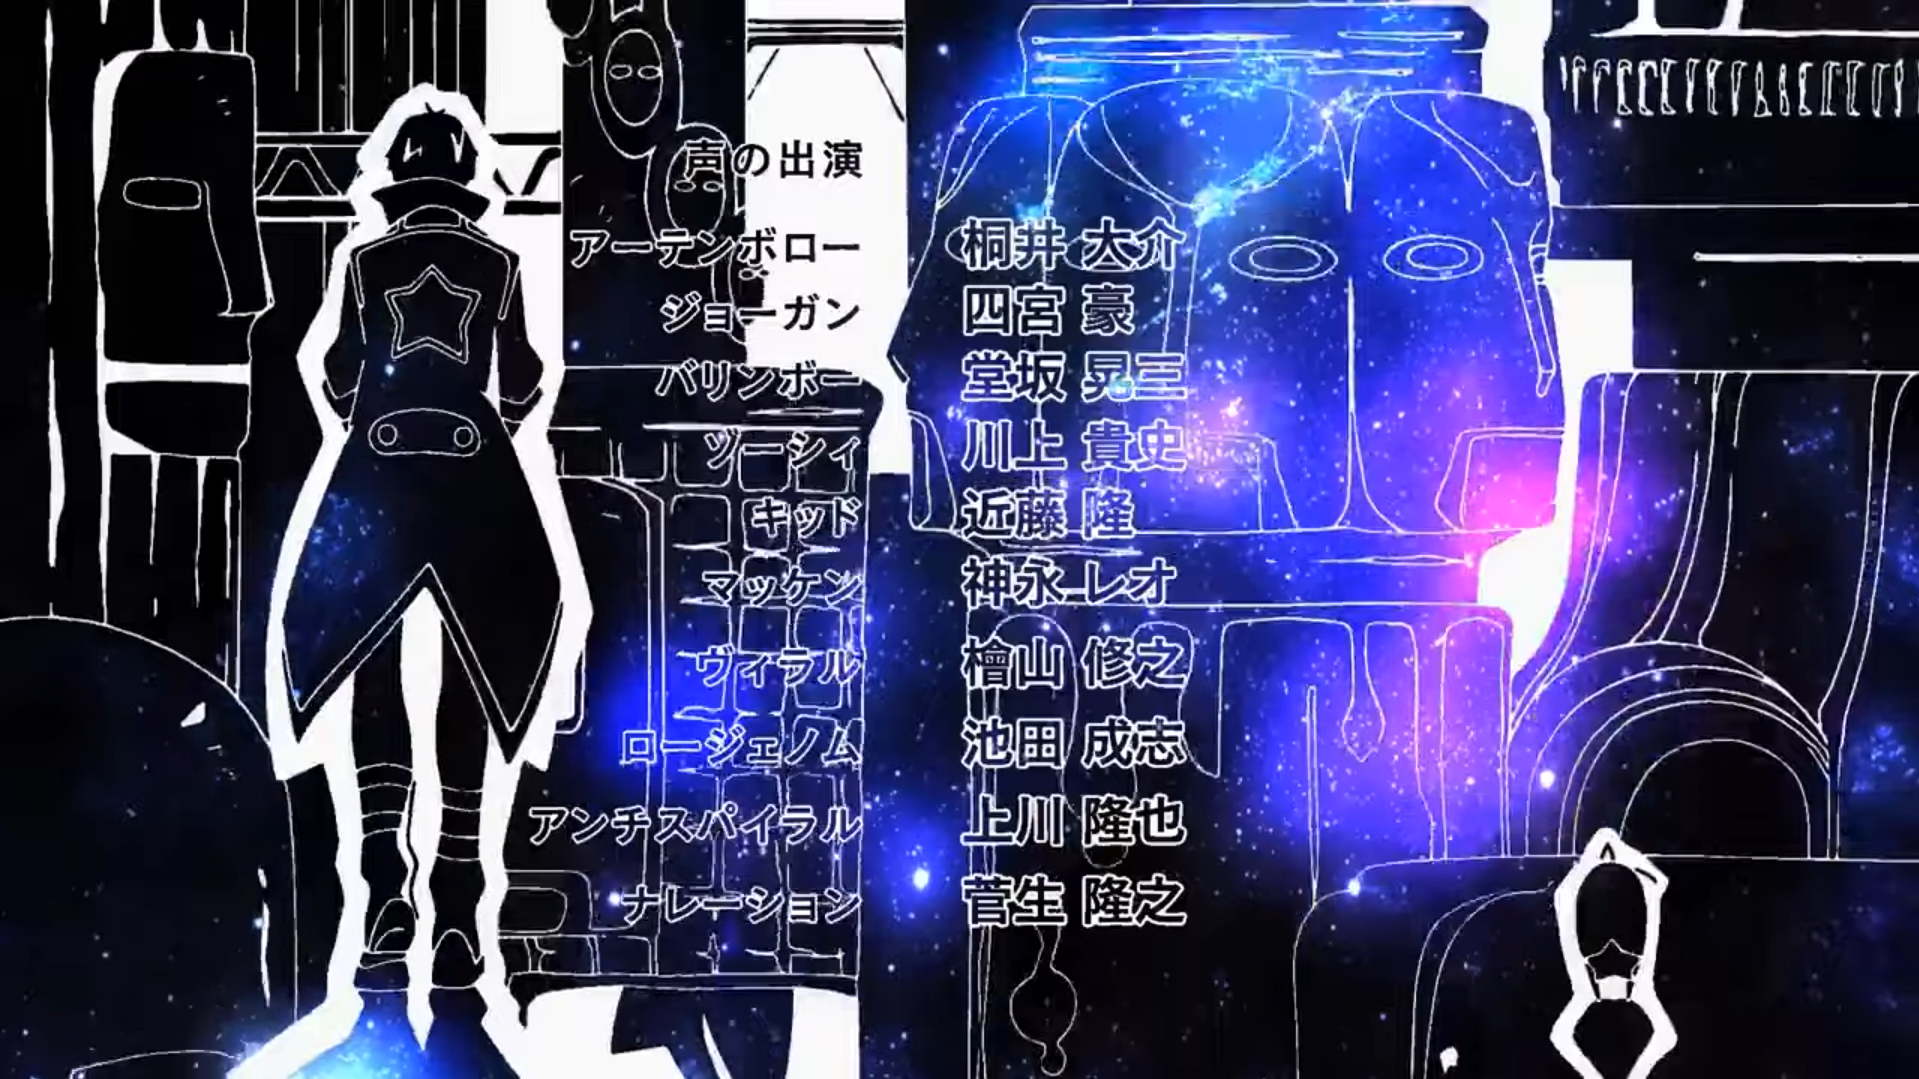 声の出演
アーテンボロー 桐井 大介
ジョーガン 四宮 豪
バリンボー 堂坂 晃三
ゾーシィ 川上 貴史
キッド 近藤 隆
マッケン 神永 レオ
ヴィラル 檜山 修之
ロージェノム 池田 成志
アンチスパイラル 上川 隆也
ナレーション 菅生 隆之